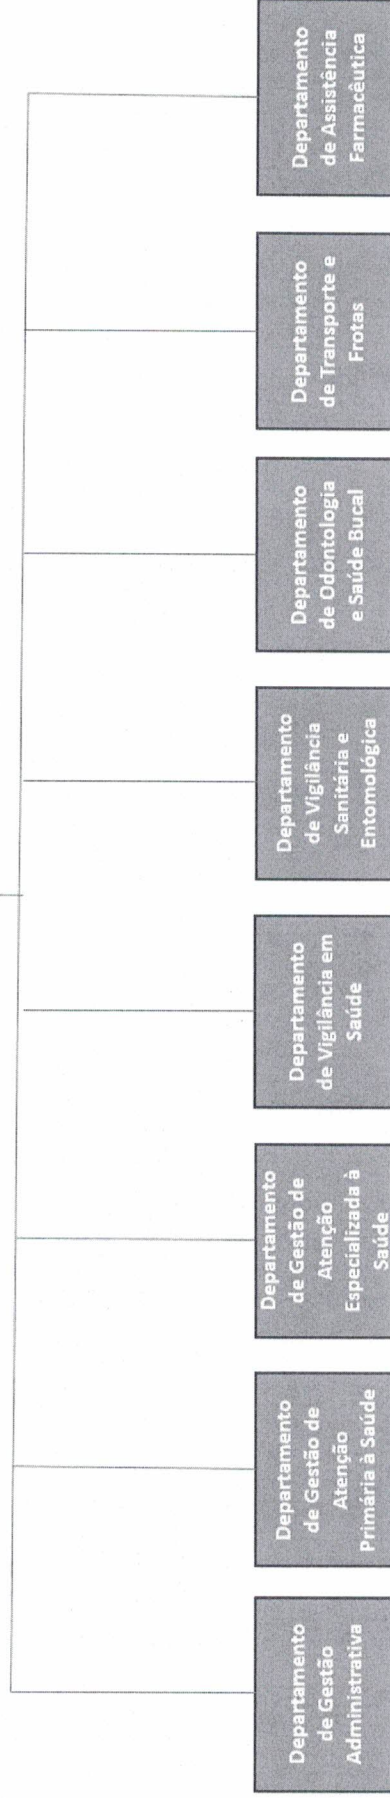 Departamento
de Gestão
Administrativa
Departamento
de Gestão de
Atenção
Primária à Saúde
Departamento
de Gestão de
Atenção
Especializada à
Saúde
Departamento
de Vigilância em
Saúde
Departamento
de Vigilância
Sanitária e
Entomológica
Departamento
de Odontologia
e Saúde Bucal
Departamento
de Transporte e
Frotas
Departamento
de Assistência
Farmacêutica